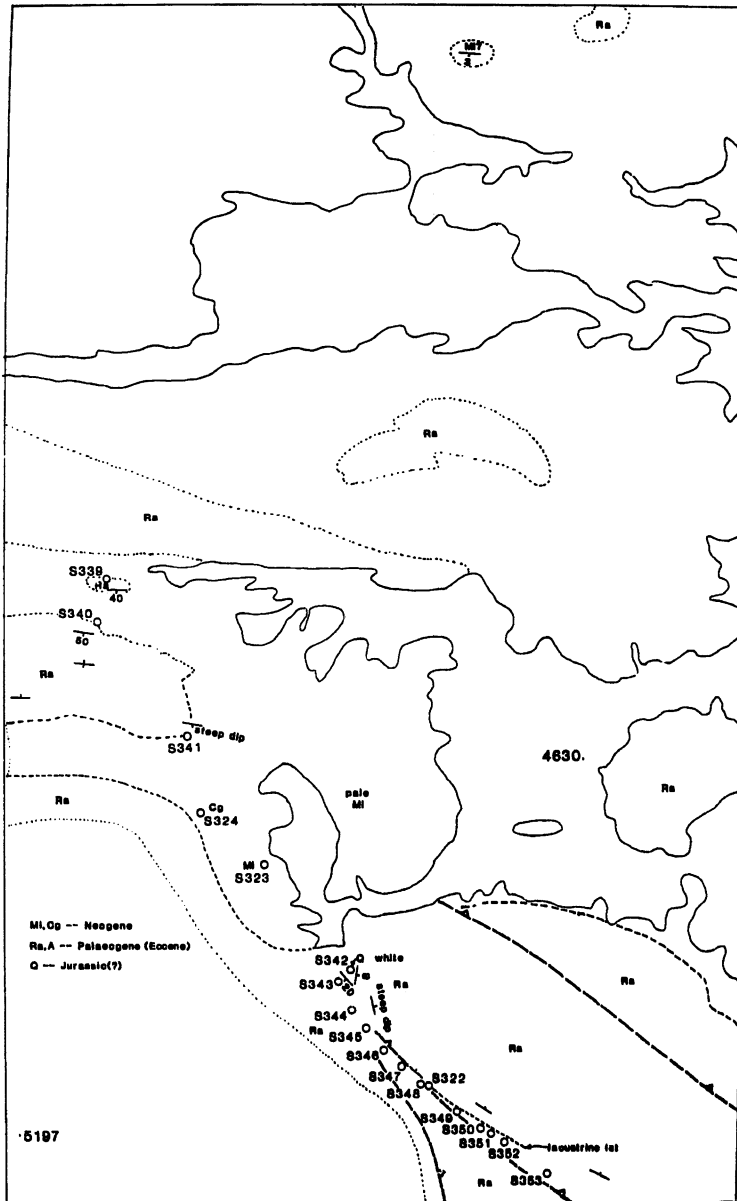 Ra
Ra
Ra
S339
40
S340
50
Ra
steep dip
S341
4630.
Ra
pale
Ml
Ra
Cg
S324
Ml
S323
Ml,Cg -- Neogene
Ra,A -- Palaeogene (Eocene)
Q -- Jurassic(?)
S342
white
S343
Ra
Ra
steep dip
S344
Ra
S345
Ra
S346
S347
S322
S348
S349
S350
S351
S352
S353
Ra
·5197